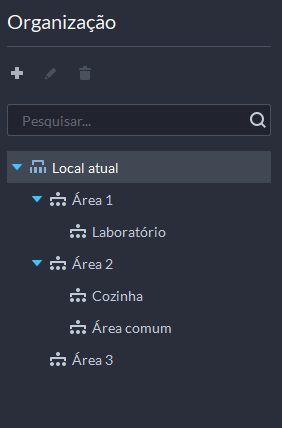 Organização
Pesquisar...
Local atual
Área 1
Laboratório
Área 2
Cozinha
Área comum
Área 3